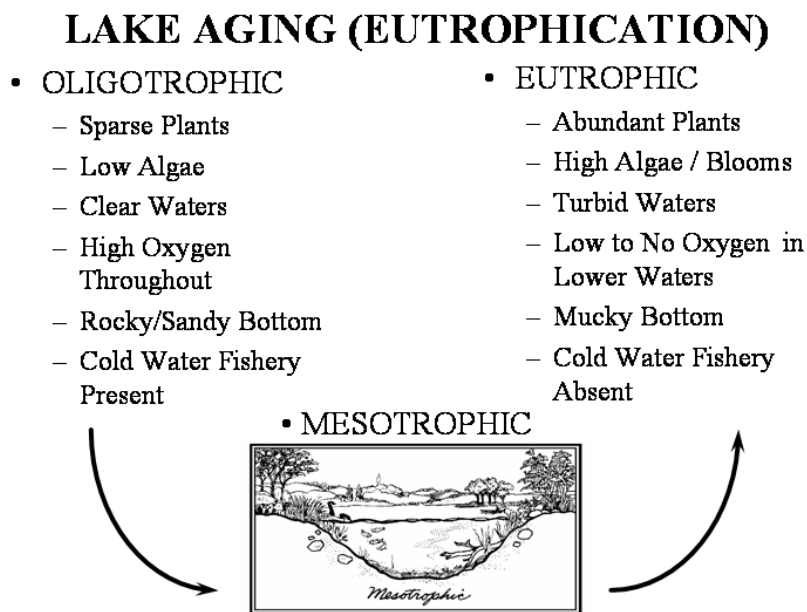 LAKE AGING (EUTROPHICATION)
• OLIGOTROPHIC
– Sparse Plants
– Low Algae
– Clear Waters
– High Oxygen
Throughout
– Rocky/Sandy Bottom
– Cold Water Fishery
Present
• EUTROPHIC
– Abundant Plants
– High Algae / Blooms
– Turbid Waters
– Low to No Oxygen in
Lower Waters
– Mucky Bottom
– Cold Water Fishery
Absent
• MESOTROPHIC
Mesotrophic